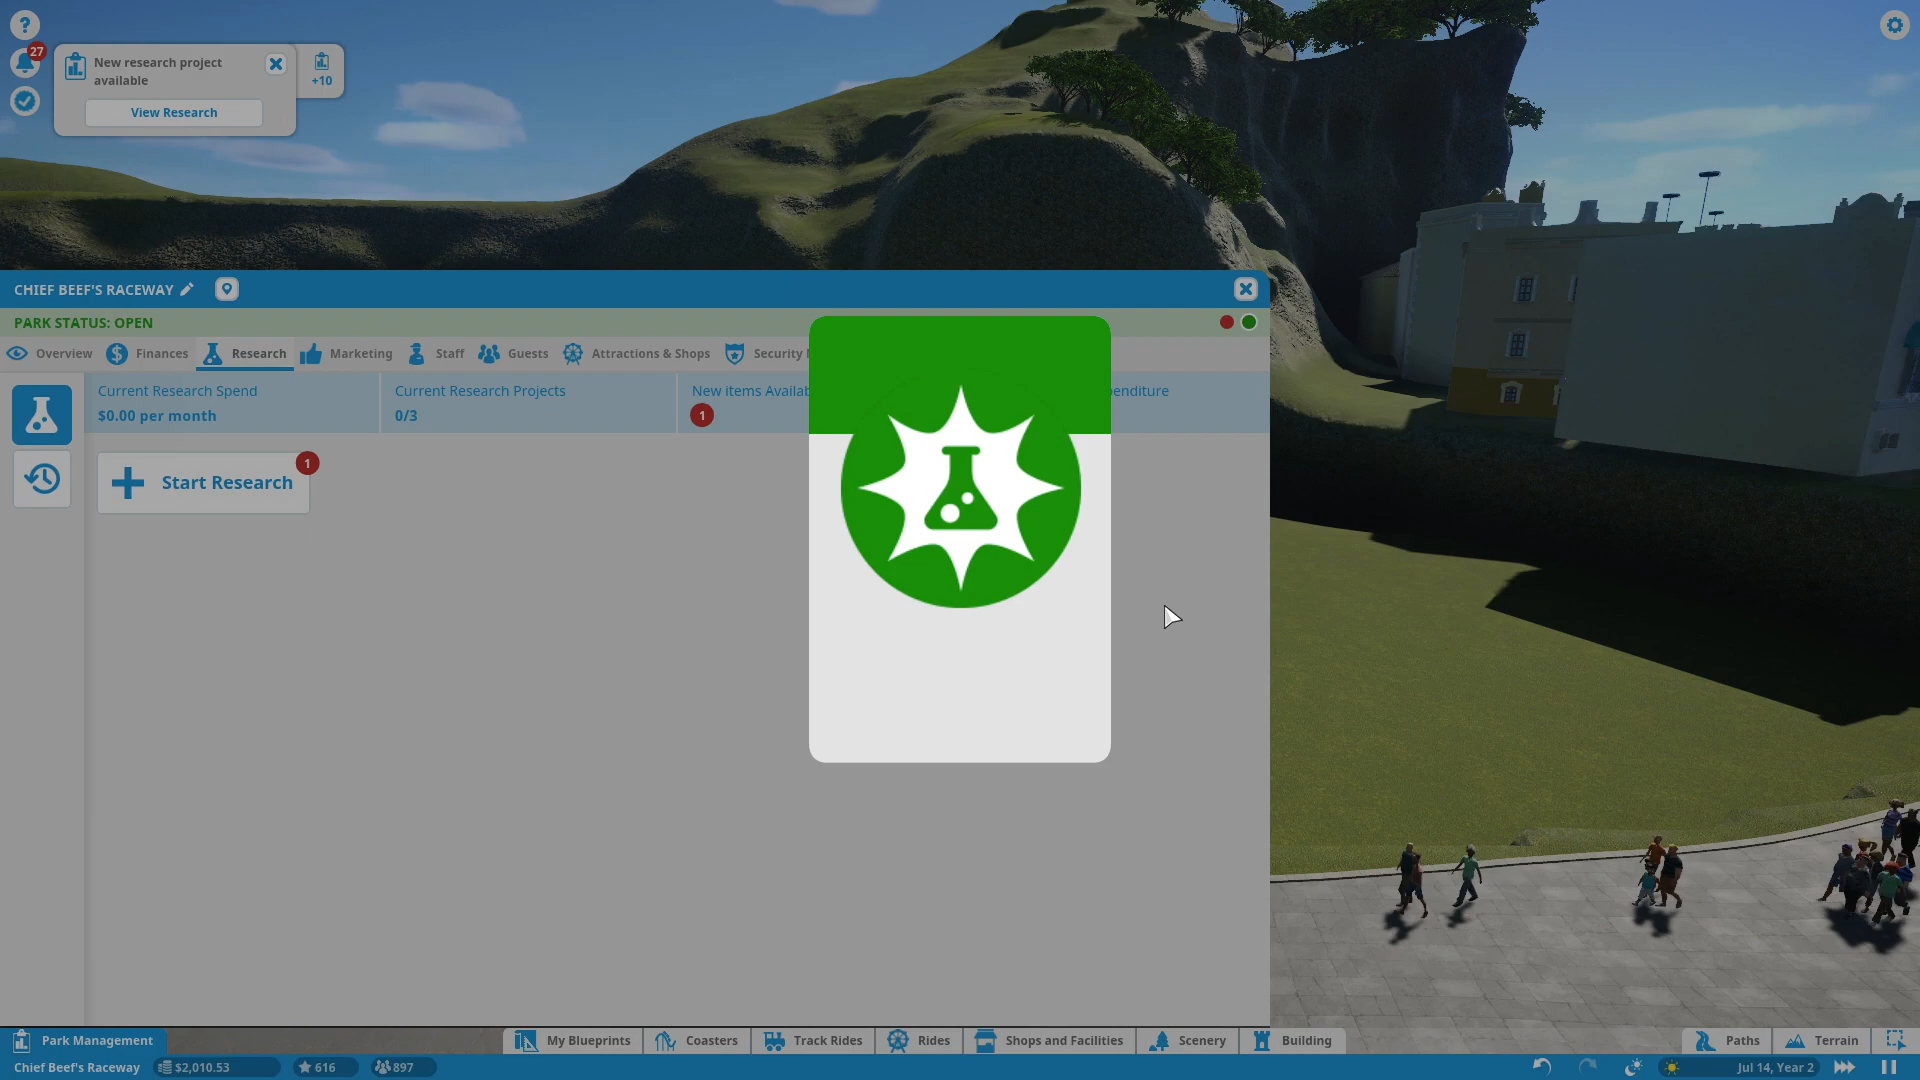 27
New research project
available
+10
View Research
CHIEF BEEF'S RACEWAY
PARK STATUS: OPEN
Overview
Finances
Research
Marketing
Staff
Guests
Attractions & Shops
Security
Current Research Spend
$0.00 per month
Current Research Projects
0/3
New items
1
Start Research
1
Park Management
My Blueprints
Coasters
Track Rides
Rides
Shops and Facilities
Scenery
Building
Paths
Terrain
Chief Beef's Raceway
$2,010.53
616
897
Jul 14, Year 2